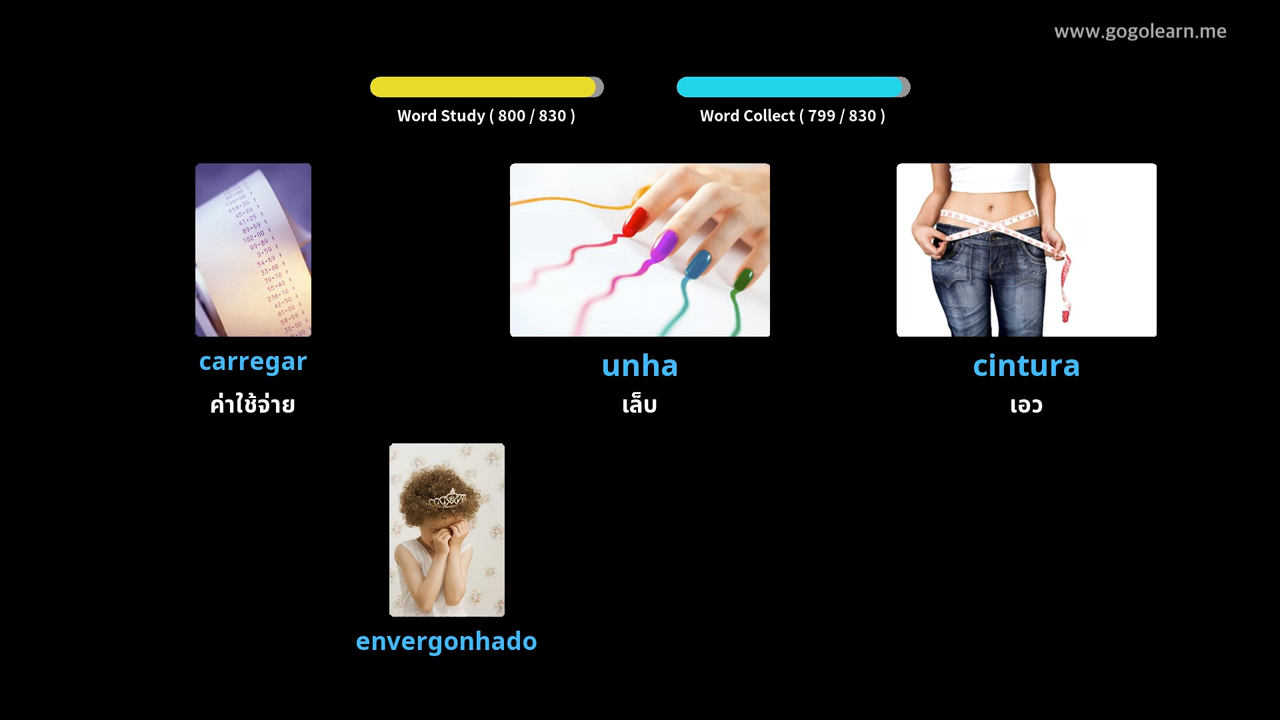 www.gogolearn.me
Word Study ( 800 / 830 )
Word Collect ( 799 / 830 )
carregar
ค่าใช้จ่าย
unha
เล็บ
cintura
เอว
envergonhado